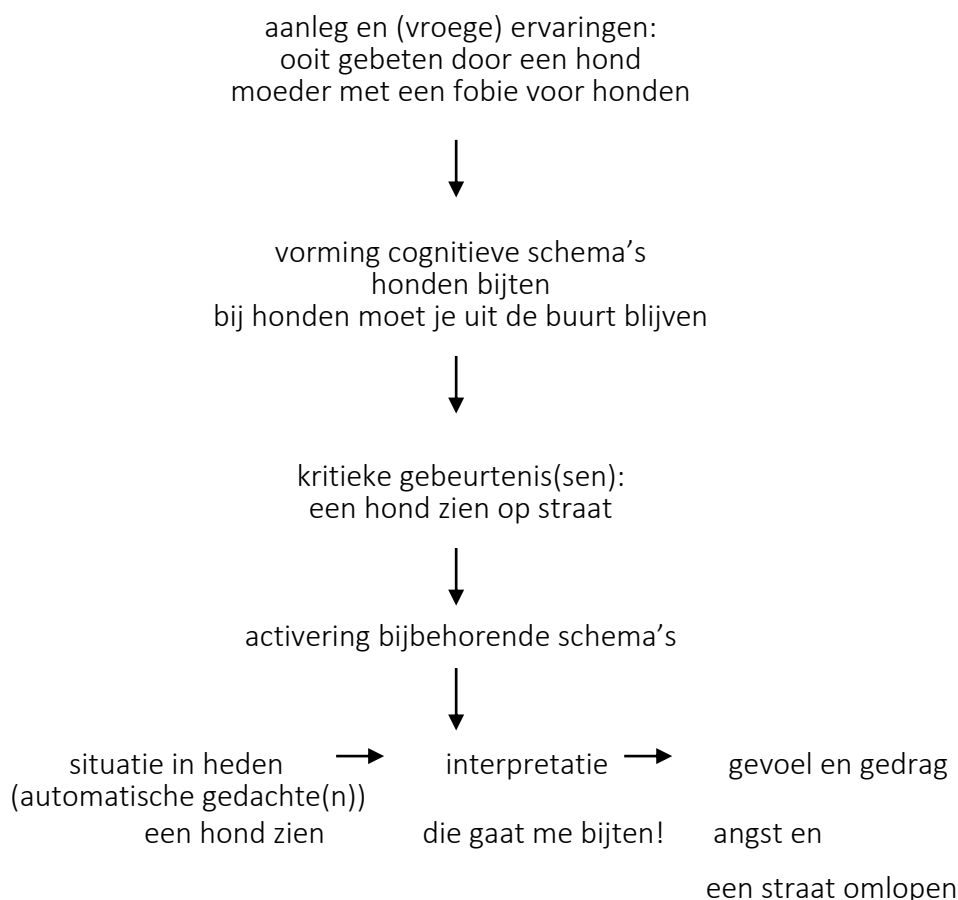 aanleg en (vroege) ervaringen:
ooit gebeten door een hond
moeder met een fobie voor honden
vorming cognitieve schema’s
honden bijten
bij honden moet je uit de buurt blijven
kritieke gebeurtenis(sen):
een hond zien op straat
activering bijbehorende schema’s
situatie in heden interpretatie gevoel en gedrag
(automatische gedachte(n))
een hond zien die gaat me bijten! angst en
een straat omlopen